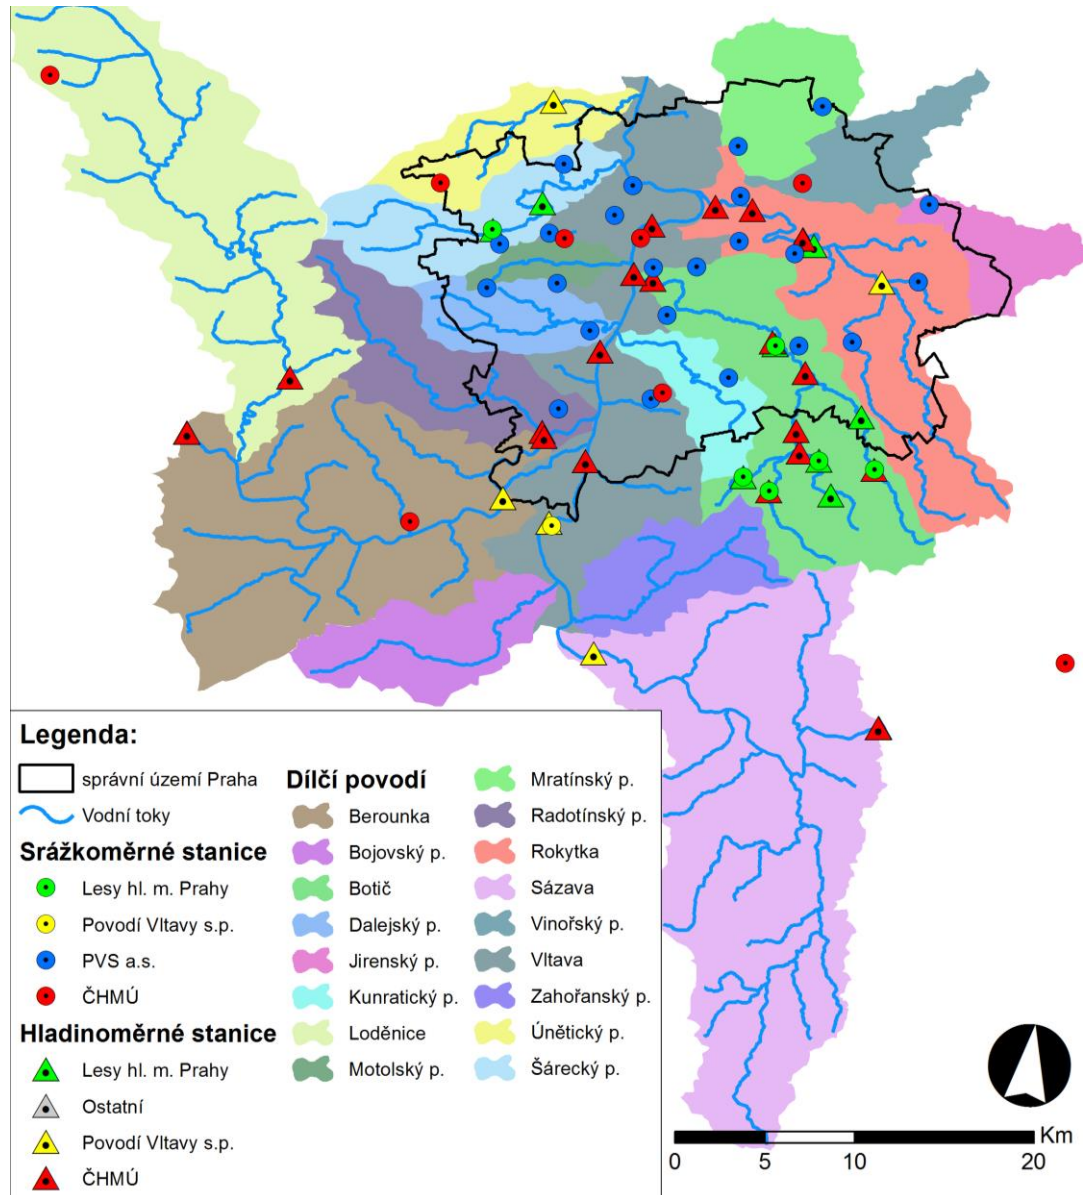 Legenda:
správní území Praha
Vodní toky
Srážkoměrné stanice
Lesy hl. m. Prahy
Povodí Vltavy s.p.
PVS a.s.
ČHMÚ
Hladinoměrné stanice
Lesy hl. m. Prahy
Ostatní
Povodí Vltavy s.p.
ČHMÚ
Dílčí povodí
Berounka
Bojovský p.
Botič
Dalejský p.
Jirenský p.
Kunratický p.
Loděnice
Motolský p.
Mratínský p.
Radotínský p.
Rokytka
Sázava
Vinořský p.
Vltava
Zahořanský p.
Únětický p.
Šárecký p.
Km
0 5 10 20